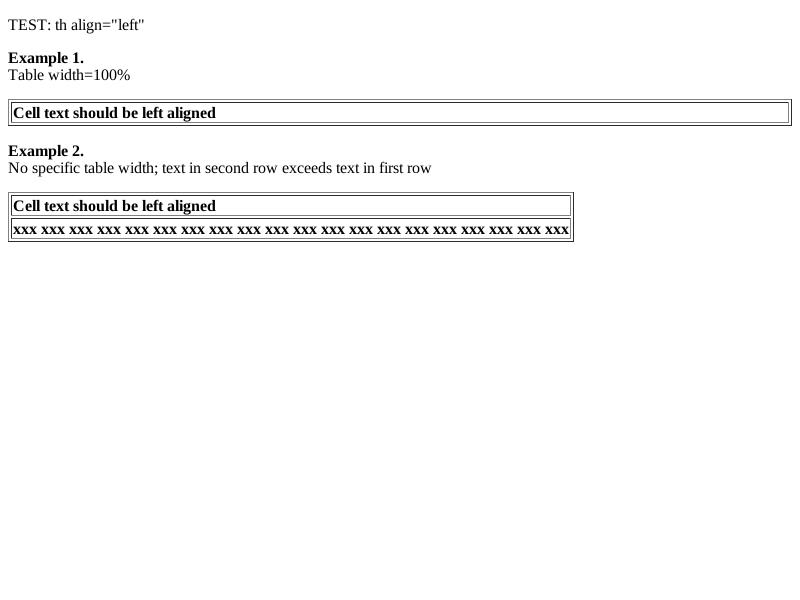 TEST: th align="left"
Example 1.
Table width=100%
Cell text should be left aligned
Example 2.
No specific table width; text in second row exceeds text in first row
Cell text should be left aligned
xxx xxx xxx xxx xxx xxx xxx xxx xxx xxx xxx xxx xxx xxx xxx xxx xxx xxx xxx xxx